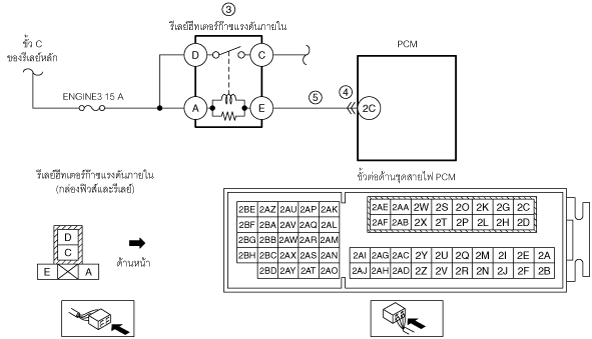 ③
รีเลย์ฮีทเตอร์ก๊าซแรงดันภายใน
ขั้ว C
ของรีเลย์หลัก
D
C
PCM
ENGINE3 15 A
A
E
⑤
④
2C
รีเลย์ฮีทเตอร์ก๊าซแรงดันภายใน
(กล่องฟิวส์และรีเลย์)
D
C
E
A
ด้านหน้า
ขั้วต่อด้านชุดสายไฟ PCM
2BE 2AZ 2AU 2AP 2AK
2BF 2BA 2AV 2AQ 2AL
2BG 2BB 2AW 2AR 2AM
2BH 2BC 2AX 2AS 2AN
2BD 2AY 2AT 2AO
2AE 2AA 2W 2S 2O 2K 2G 2C
2AF 2AB 2X 2T 2P 2L 2H 2D
2AI 2AG 2AC 2Y 2U 2Q 2M 2I 2E 2A
2AJ 2AH 2AD 2Z 2V 2R 2N 2J 2F 2B